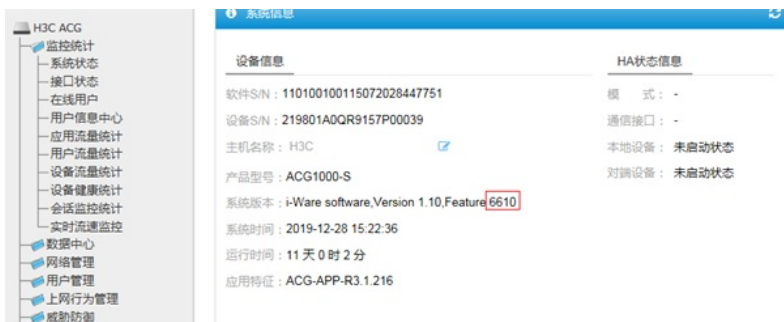 H3C ACG
监控统计
系统状态
接口状态
在线用户
用户信息中心
应用流量统计
用户流量统计
设备流量统计
设备健康统计
会话监控统计
实时流速监控
数据中心
网络管理
用户管理
上网行为管理
威胁防御
系统信息
设备信息
软件S/N：110100100115072028447751
设备S/N：219801A0QR9157P00039
主机名称：H3C
产品型号：ACG1000-S
系统版本：i-Ware software,Version 1.10,Feature 6610
系统时间：2019-12-28 15:22:36
运行时间：11 天 0 时 2 分
应用特征：ACG-APP-R3.1.216
HA状态信息
模 式：-
通信接口：-
本地设备：未启动状态
对端设备：未启动状态